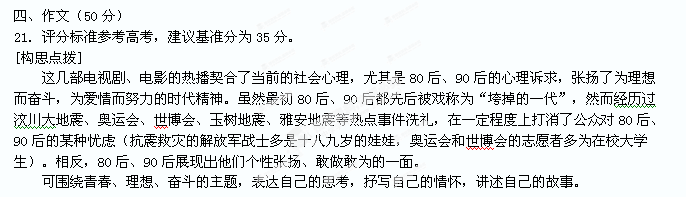 四、作文（50 分）
21. 评分标准参考高考，建议基准分为 35 分。
[构思点拨]
这几部电视剧、电影的热播契合了当前的社会心理，尤其是 80 后、90 后的心理诉求，张扬了为理想
而奋斗，为爱情而努力的时代精神。虽然最初 80 后、90 后都先后被戏称为“垮掉的一代”，然而经历过
汶川大地震、奥运会、玉树地震、雅安地震等热点事件洗礼，在一定程度上打消了公众对 80 后、
90 后的某种忧虑（抗震救灾的解放军战士多是十八九岁的娃娃，奥运会和世博会的志愿者多为在校大学
生）。相反，80 后、90 后展现出他们个性张扬、敢做敢为的一面。
可围绕青春、理想、奋斗的主题，表达自己的思考，抒写自己的情怀，讲述自己的故事。